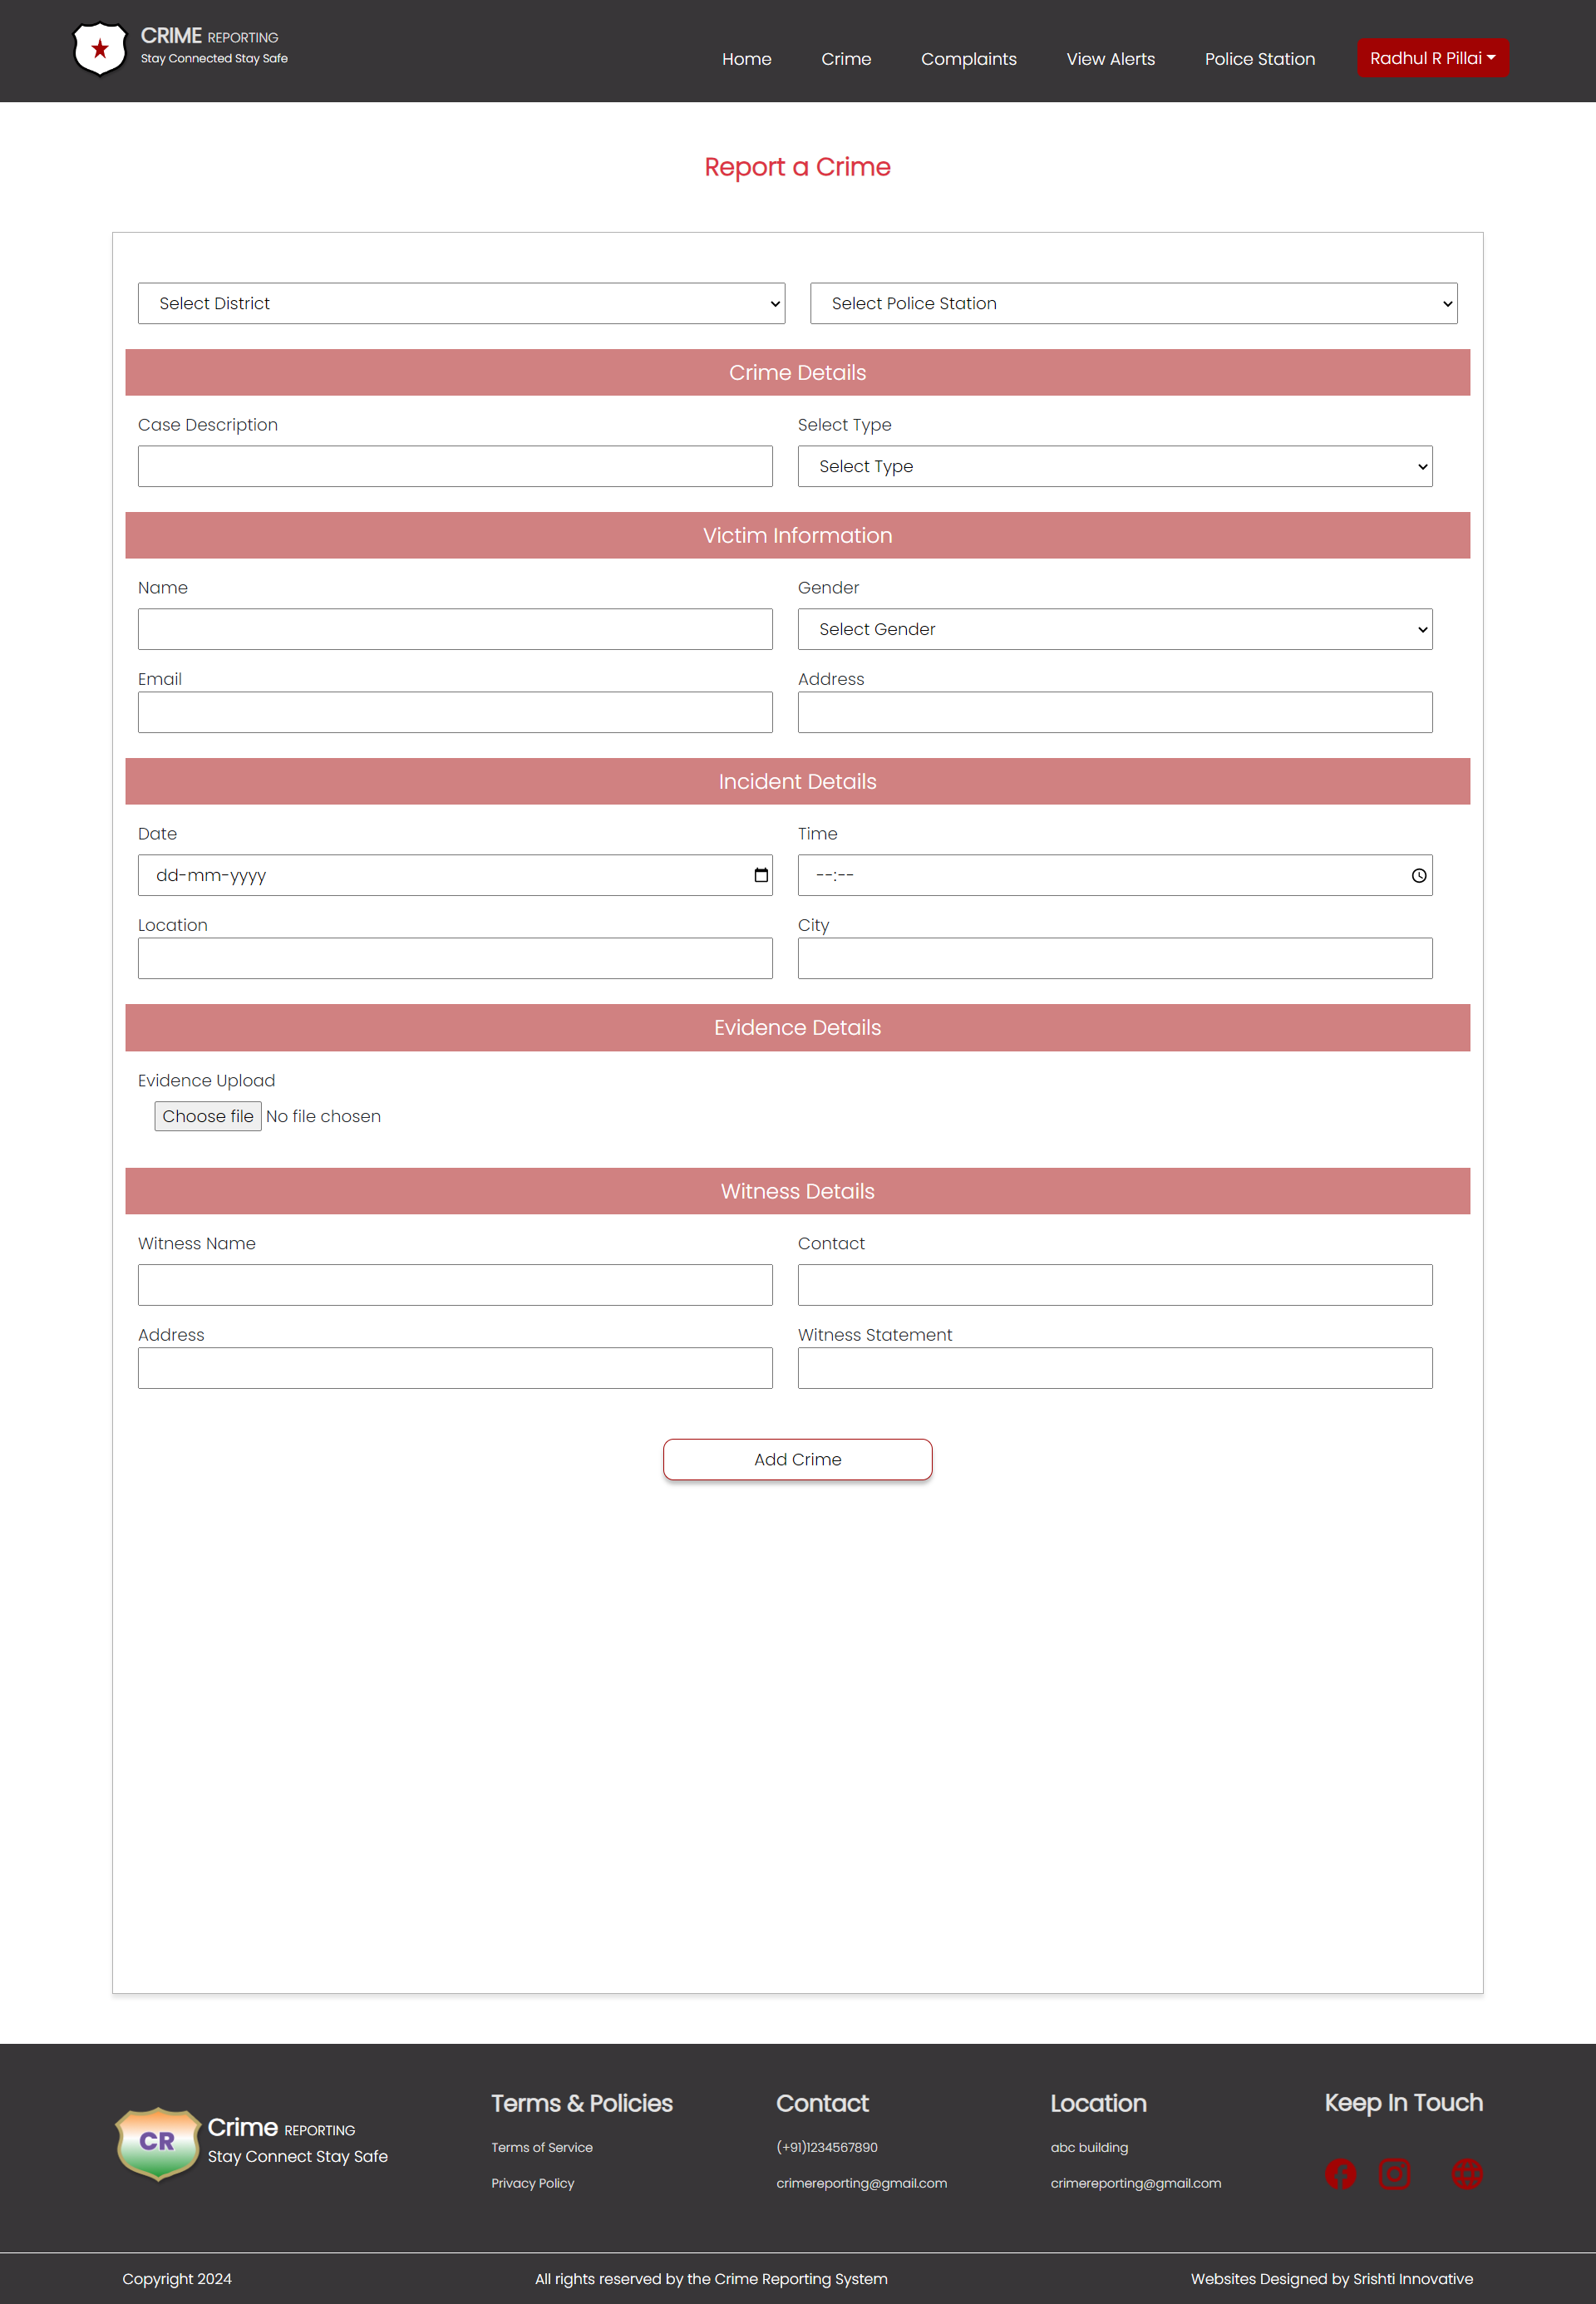 CRIME REPORTING
Stay Connected Stay Safe
Home Crime Complaints View Alerts Police Station Radhul R Pillai
Report a Crime
Select District Select Police Station
Crime Details
Case Description Select Type
Select Type
Victim Information
Name Gender
Select Gender
Email Address
Incident Details
Date Time
dd-mm-yyyy --:--
Location City
Evidence Details
Evidence Upload
Choose file No file chosen
Witness Details
Witness Name Contact
Address Witness Statement
Add Crime
CR
Crime REPORTING
Stay Connect Stay Safe
Terms & Policies
Terms of Service
Privacy Policy
Contact
(+91)1234567890
crimereporting@gmail.com
Location
abc building
crimereporting@gmail.com
Keep In Touch
Copyright 2024 All rights reserved by the Crime Reporting System Websites Designed by Srishti Innovative